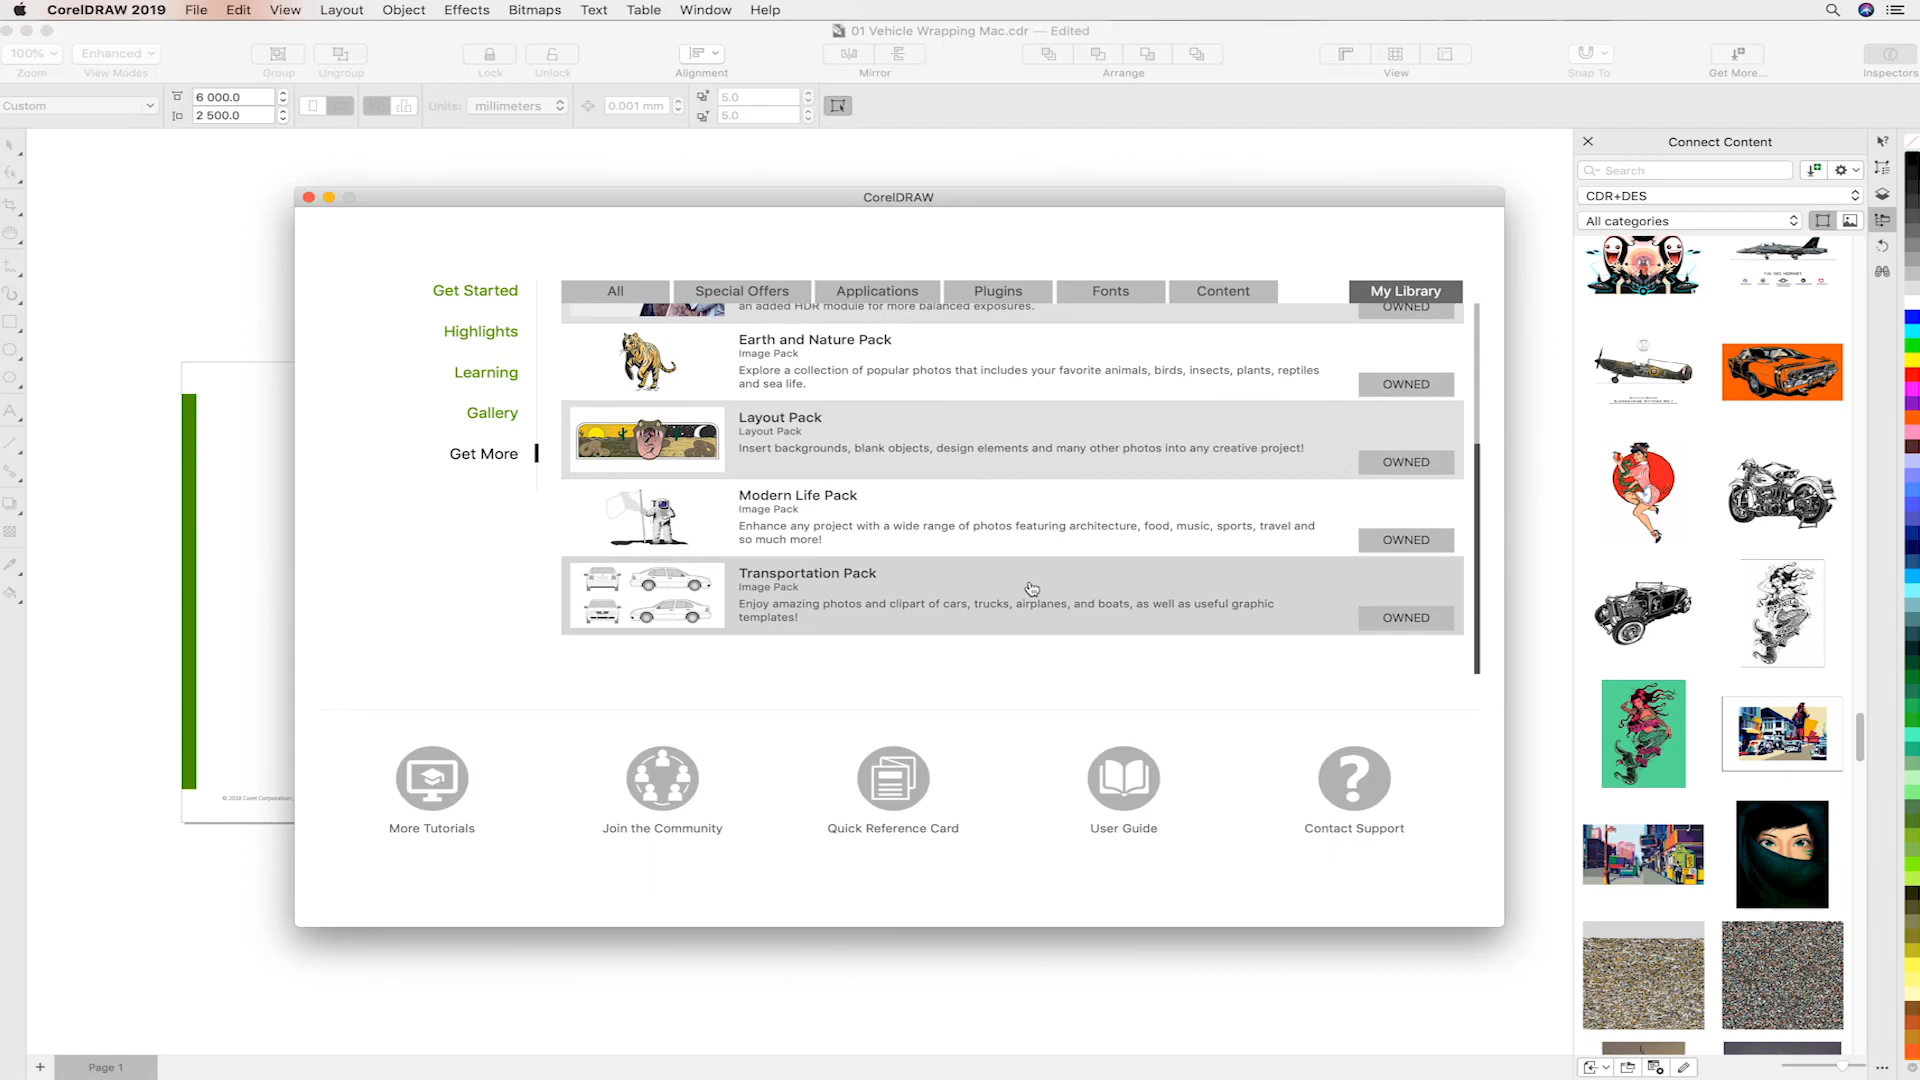 CorelDRAW 2019 File Edit View Layout Object Effects Bitmaps Text Table Window Help
01 Vehicle Wrapping Mac.cdr — Edited
100% Enhanced
Zoom View Modes Group Ungroup Lock Unlock Alignment Mirror Arrange View Snap To Get More... Inspectors
Custom 6 000.0 2 500.0 Units: millimeters 0.001 mm 5.0 5.0
Connect Content
Search
CDR+DES
All categories
CorelDRAW
Get Started
Highlights
Learning
Gallery
Get More
All Special Offers Applications Plugins Fonts Content My Library
an added HDR module for more balanced exposures.
OWNED
Earth and Nature Pack
Image Pack
Explore a collection of popular photos that includes your favorite animals, birds, insects, plants, reptiles
and sea life.
OWNED
Layout Pack
Layout Pack
Insert backgrounds, blank objects, design elements and many other photos into any creative project!
OWNED
Modern Life Pack
Image Pack
Enhance any project with a wide range of photos featuring architecture, food, music, sports, travel and
so much more!
OWNED
Transportation Pack
Image Pack
Enjoy amazing photos and clipart of cars, trucks, airplanes, and boats, as well as useful graphic
templates!
OWNED
More Tutorials
Join the Community
Quick Reference Card
User Guide
Contact Support
© 2018 Corel Corporation,
Page 1